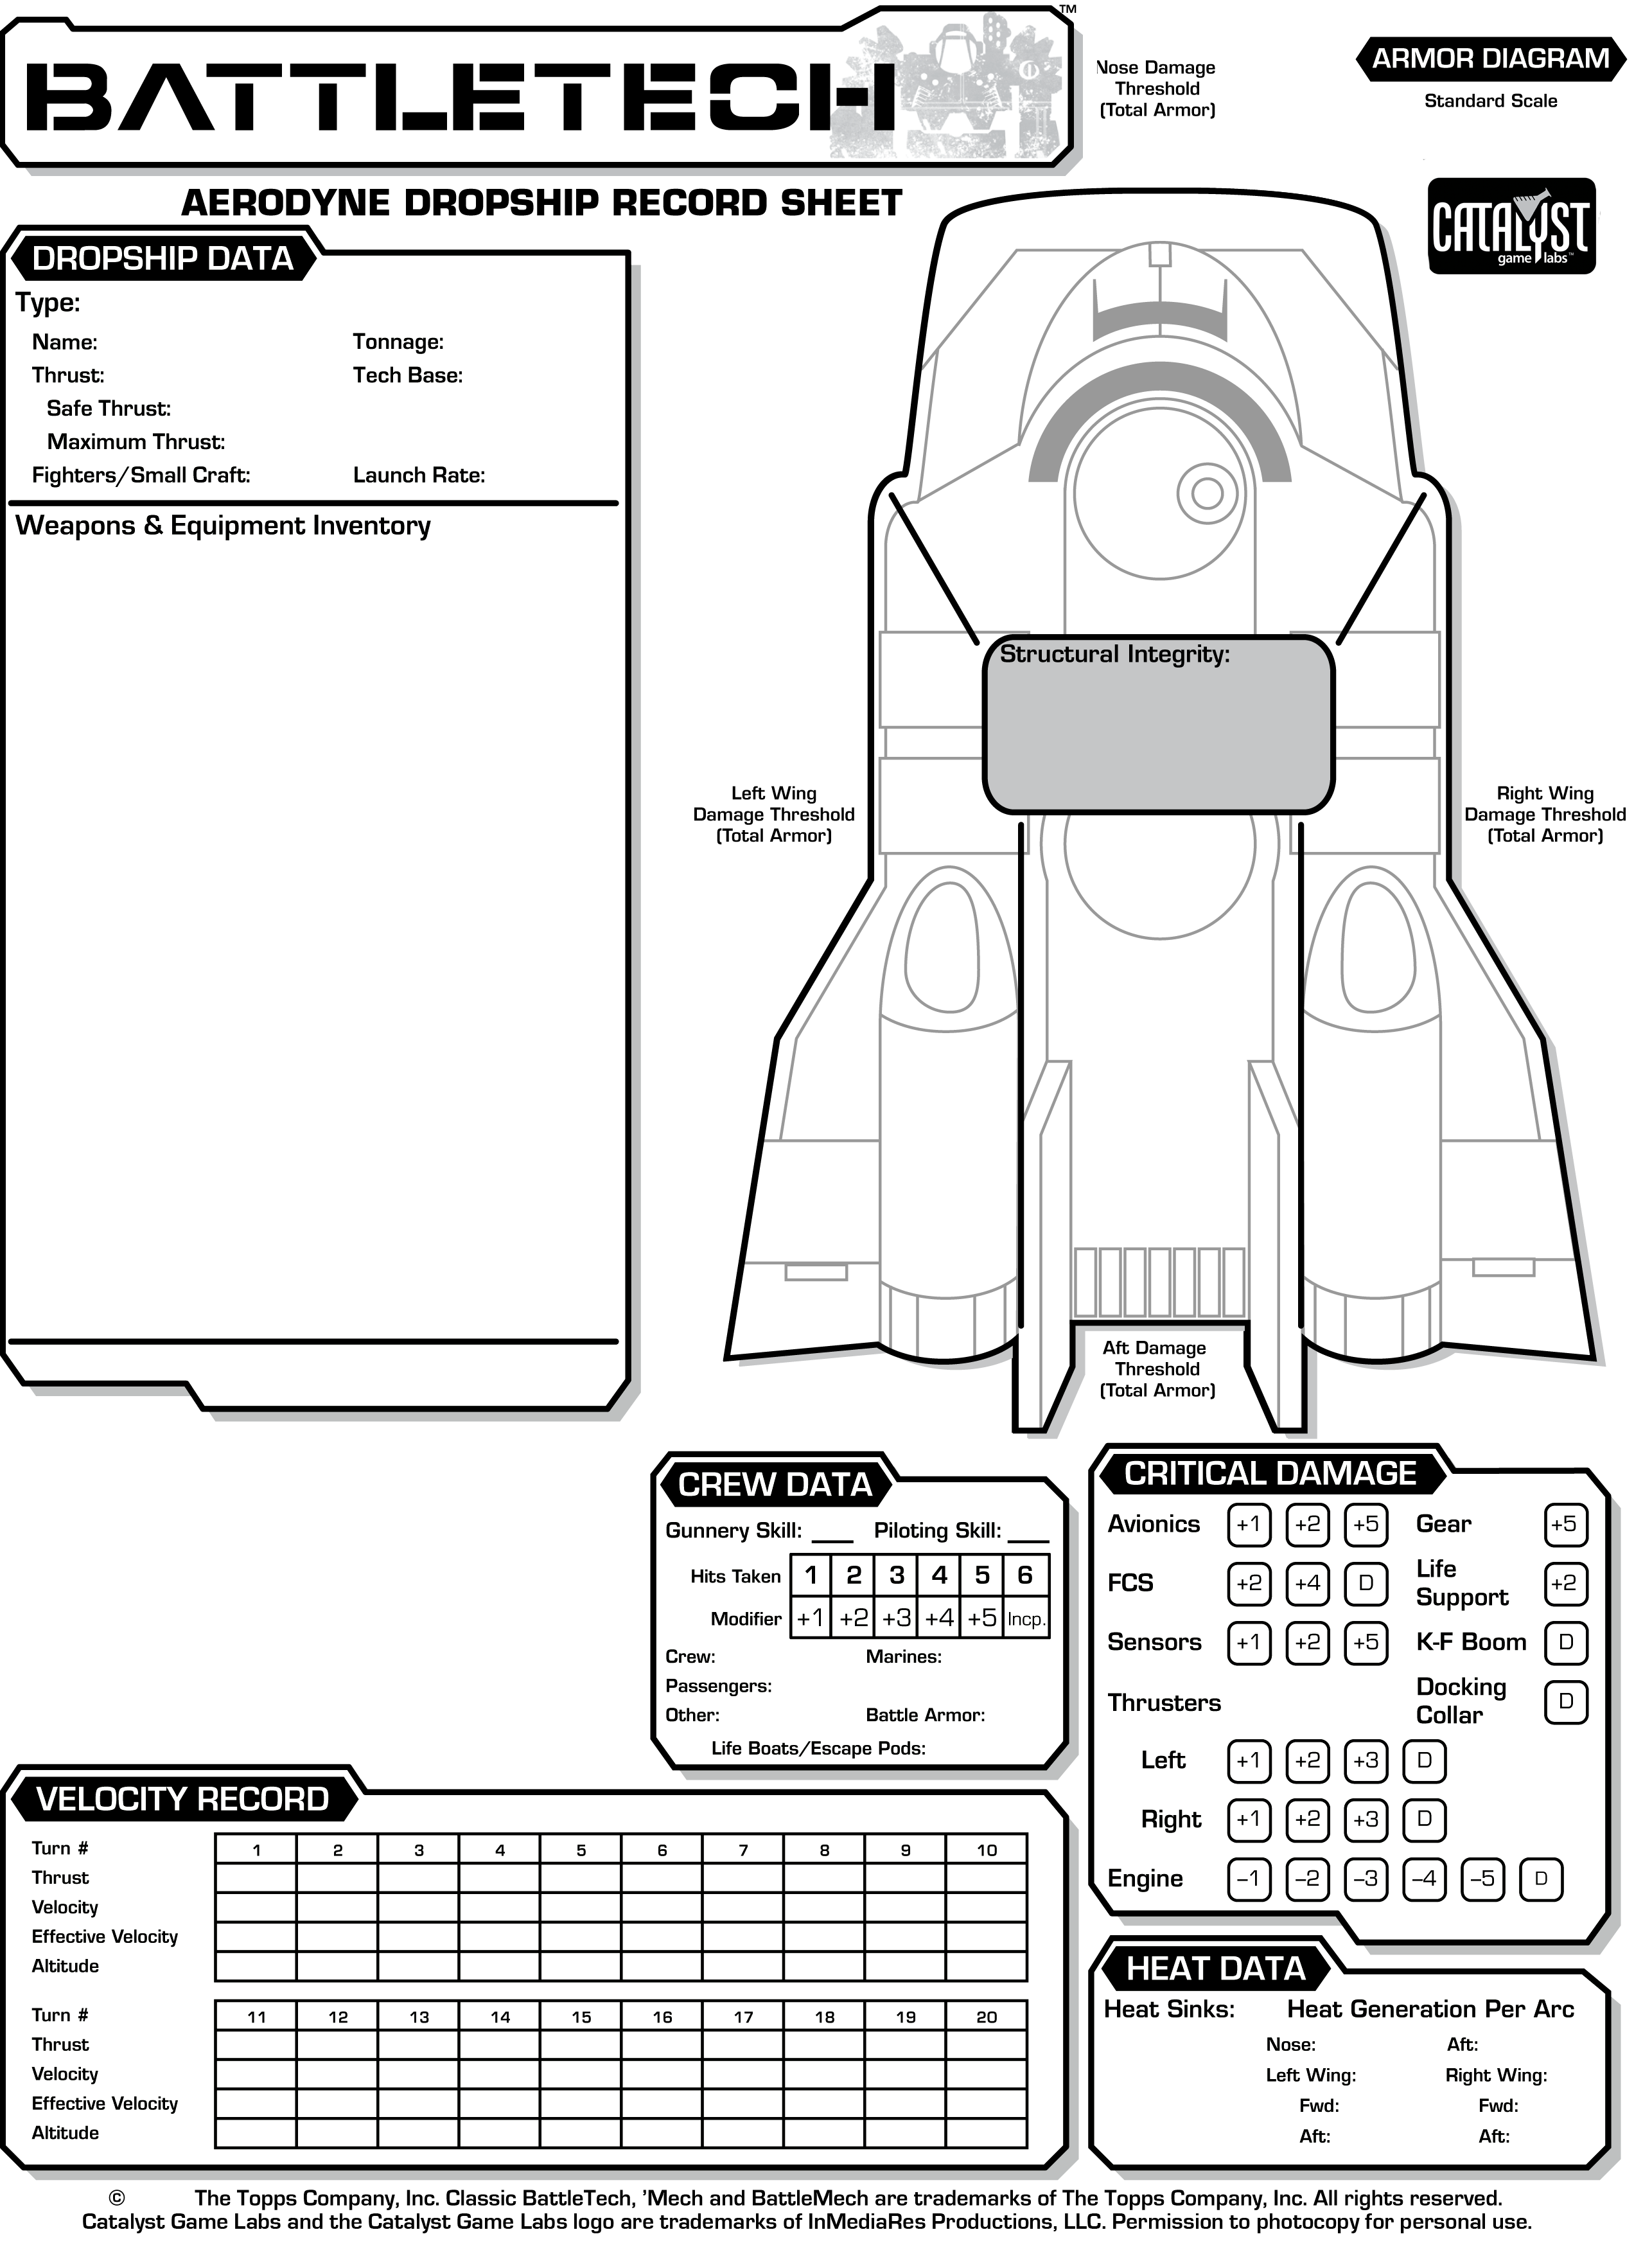 BATTLETECH
TM
Nose Damage
Threshold
(Total Armor)
ARMOR DIAGRAM
Standard Scale
CATALYST
game labs™
AERODYNE DROPSHIP RECORD SHEET
DROPSHIP DATA
Type:
Name: Tonnage:
Thrust: Tech Base:
Safe Thrust:
Maximum Thrust:
Fighters/Small Craft: Launch Rate:
Weapons & Equipment Inventory
Structural Integrity:
Left Wing
Damage Threshold
(Total Armor)
Right Wing
Damage Threshold
(Total Armor)
Aft Damage
Threshold
(Total Armor)
CREW DATA
Gunnery Skill: ____ Piloting Skill: ____
Hits Taken 1 2 3 4 5 6
Modifier +1 +2 +3 +4 +5 Incp.
Crew: Marines:
Passengers:
Other: Battle Armor:
Life Boats/Escape Pods:
CRITICAL DAMAGE
Avionics +1 +2 +5 Gear +5
FCS +2 +4 D Life
Support +2
Sensors +1 +2 +5 K-F Boom D
Thrusters Docking
Collar D
Left +1 +2 +3 D
Right +1 +2 +3 D
Engine –1 –2 –3 –4 –5 D
VELOCITY RECORD
Turn # 1 2 3 4 5 6 7 8 9 10
Thrust
Velocity
Effective Velocity
Altitude
Turn # 11 12 13 14 15 16 17 18 19 20
Thrust
Velocity
Effective Velocity
Altitude
HEAT DATA
Heat Sinks: Heat Generation Per Arc
Nose: Aft:
Left Wing: Right Wing:
Fwd: Fwd:
Aft: Aft:
© The Topps Company, Inc. Classic BattleTech, ’Mech and BattleMech are trademarks of The Topps Company, Inc. All rights reserved.
Catalyst Game Labs and the Catalyst Game Labs logo are trademarks of InMediaRes Productions, LLC. Permission to photocopy for personal use.